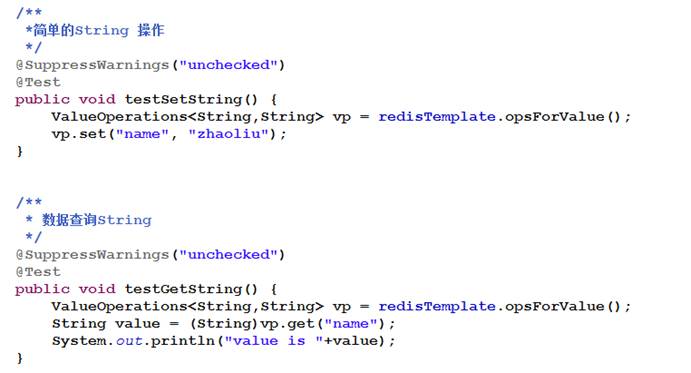 /**
 *简单的String 操作
 */
@SuppressWarnings("unchecked")
@Test
public void testSetString() {
    ValueOperations<String,String> vp = redisTemplate.opsForValue();
    vp.set("name", "zhaoliu");
}
/**
 * 数据查询String
 */
@SuppressWarnings("unchecked")
@Test
public void testGetString() {
    ValueOperations<String,String> vp = redisTemplate.opsForValue();
    String value = (String)vp.get("name");
    System.out.println("value is "+value);
}